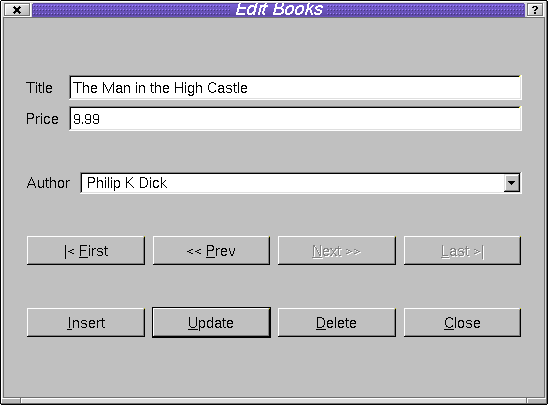 Edit Books ?
Title The Man in the High Castle
Price 9.99
Author Philip K Dick
|< First << Prev Next >> Last >|
Insert Update Delete Close